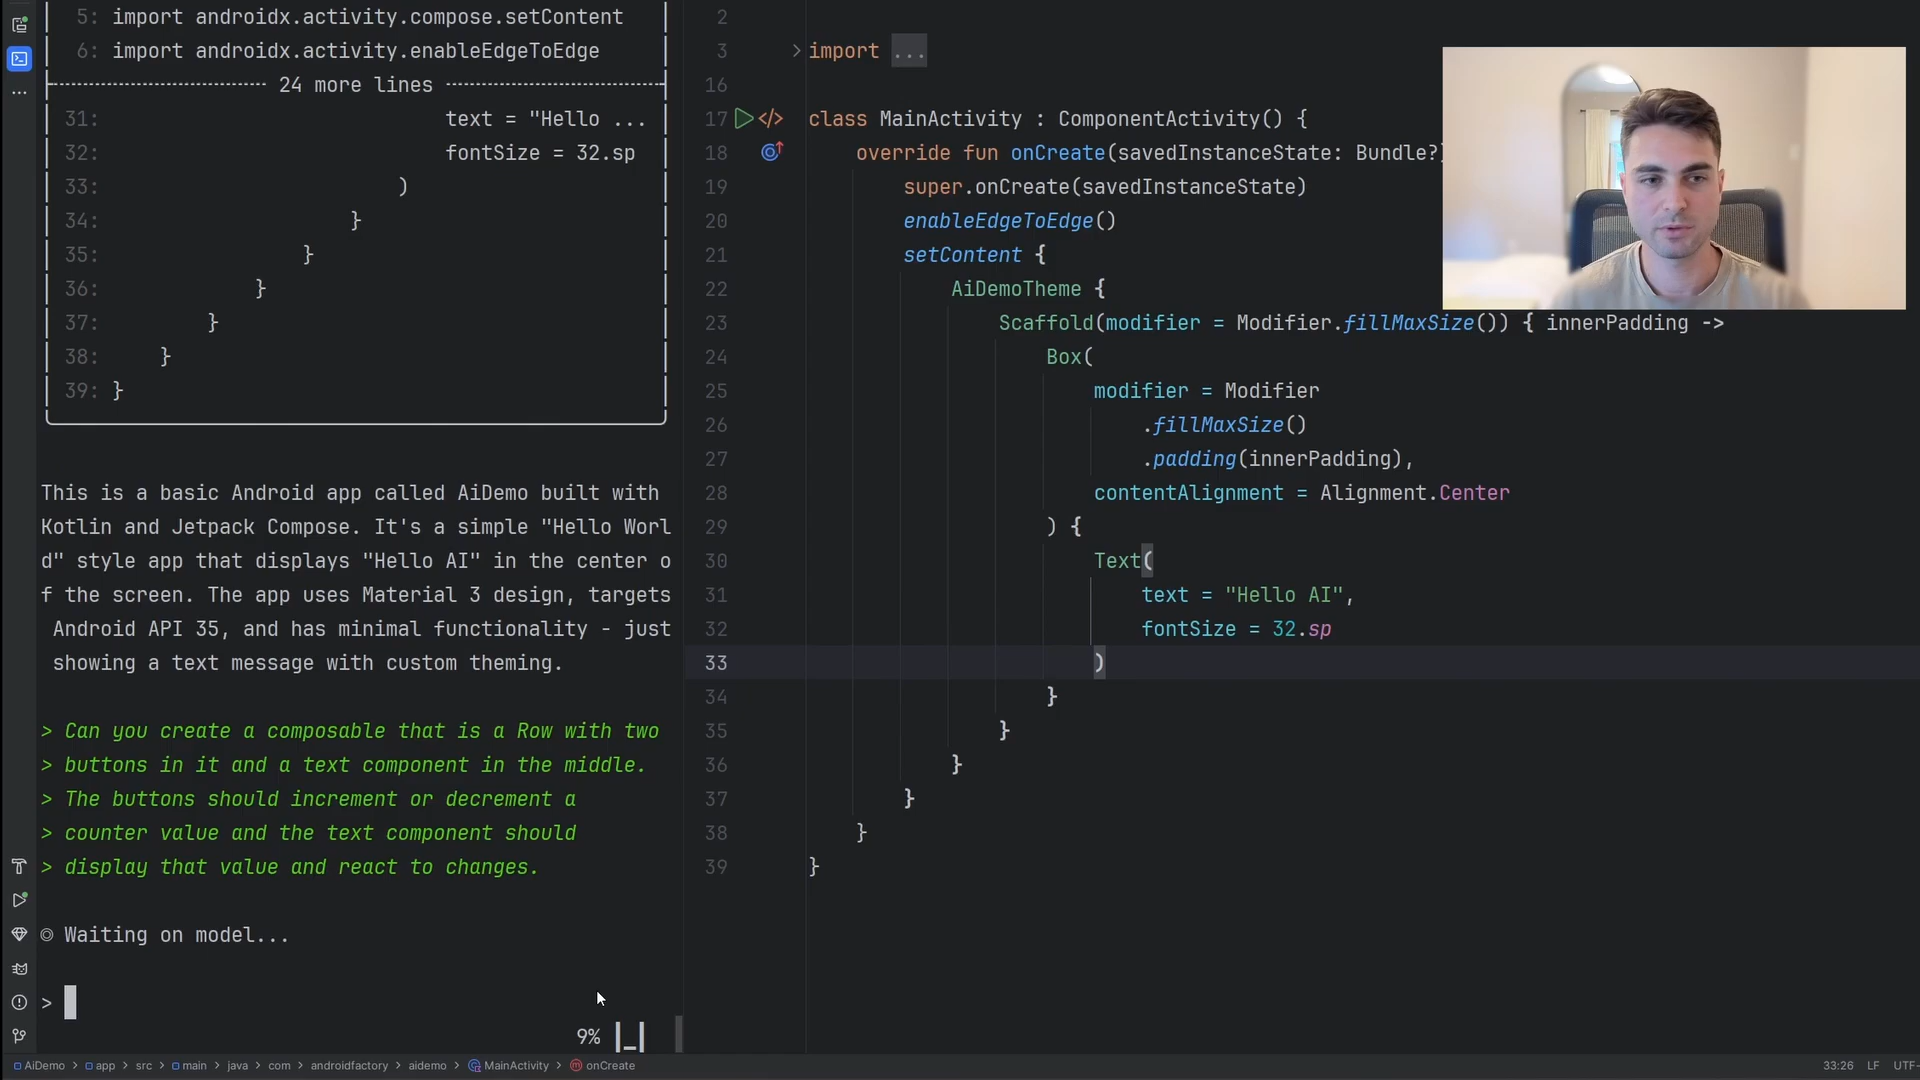 5: import androidx.activity.compose.setContent
6: import androidx.activity.enableEdgeToEdge
24 more lines
31: text = "Hello ...
32: fontSize = 32.sp
33: )
34: }
35: }
36: }
37: }
38: }
39: }
This is a basic Android app called AiDemo built with
Kotlin and Jetpack Compose. It's a simple "Hello Worl
d" style app that displays "Hello AI" in the center o
f the screen. The app uses Material 3 design, targets
Android API 35, and has minimal functionality - just
showing a text message with custom theming.
> Can you create a composable that is a Row with two
> buttons in it and a text component in the middle.
> The buttons should increment or decrement a
> counter value and the text component should
> display that value and react to changes.
Waiting on model...
>
9% |_|
2
3 import ...
16
17 class MainActivity : ComponentActivity() {
18 override fun onCreate(savedInstanceState: Bundle?)
19 super.onCreate(savedInstanceState)
20 enableEdgeToEdge()
21 setContent {
22 AiDemoTheme {
23 Scaffold(modifier = Modifier.fillMaxSize()) { innerPadding ->
24 Box(
25 modifier = Modifier
26 .fillMaxSize()
27 .padding(innerPadding),
28 contentAlignment = Alignment.Center
29 ) {
30 Text(
31 text = "Hello AI",
32 fontSize = 32.sp
33 )
34 }
35 }
36 }
37 }
38 }
39 }
AiDemo > app > src > main > java > com > androidfactory > aidemo > MainActivity > onCreate
33:26 LF UTF-